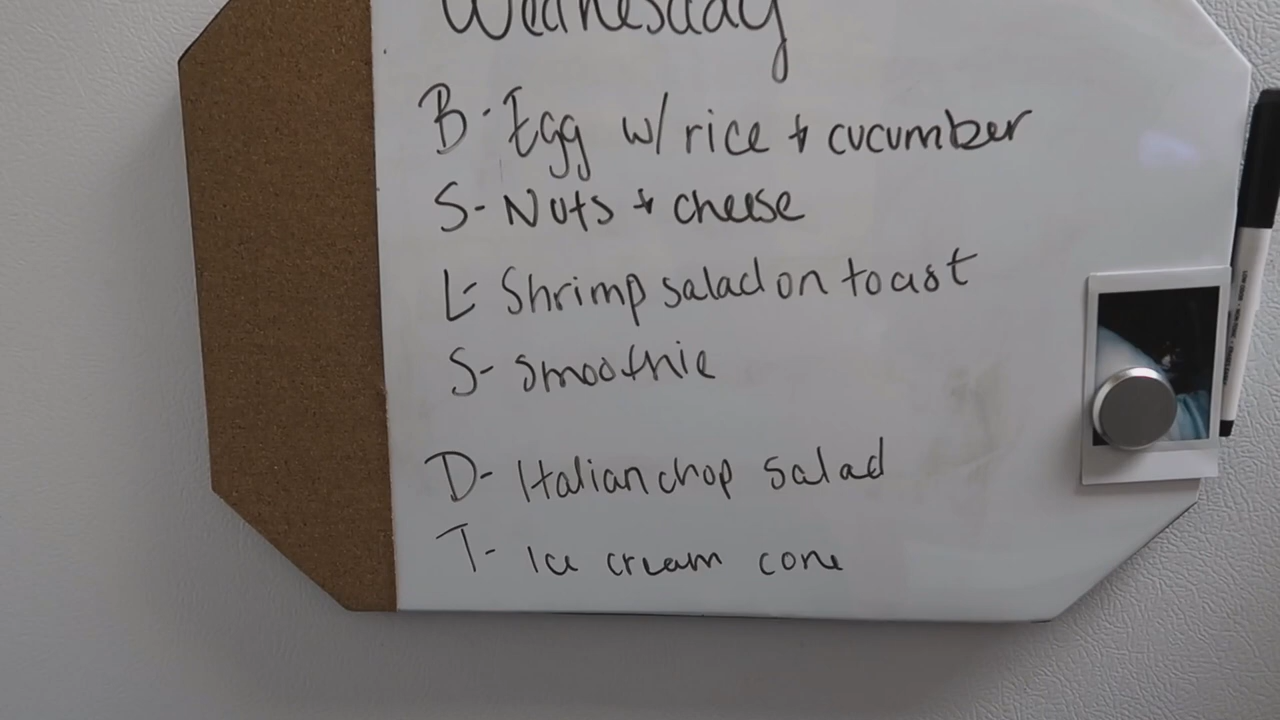 Wednesday
B- Egg w/ rice + cucumber
S- Nuts + cheese
L- Shrimp salad on toast
S- Smoothie
D- Italian chop salad
T- Ice cream cone